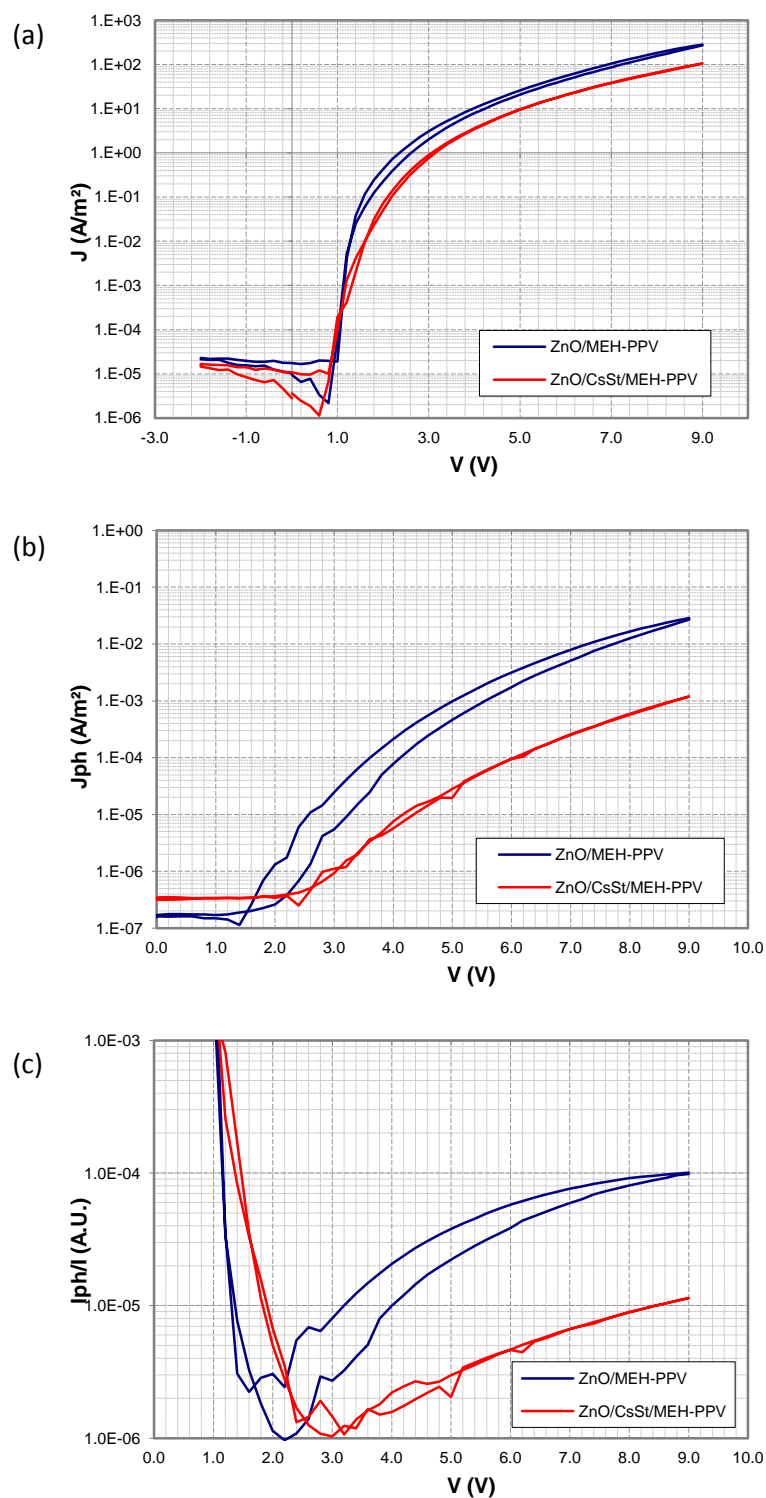 (a)
1.E+03
1.E+02
1.E+01
1.E+00
1.E-01
1.E-02
1.E-03
1.E-04
1.E-05
1.E-06
J (A/m²)
ZnO/MEH-PPV
ZnO/CsSt/MEH-PPV
-3.0 -1.0 1.0 3.0 5.0 7.0 9.0
V (V)
(b)
1.E+00
1.E-01
1.E-02
1.E-03
1.E-04
1.E-05
1.E-06
1.E-07
Jph (A/m²)
ZnO/MEH-PPV
ZnO/CsSt/MEH-PPV
0.0 1.0 2.0 3.0 4.0 5.0 6.0 7.0 8.0 9.0 10.0
V (V)
(c)
1.0E-03
1.0E-04
1.0E-05
1.0E-06
Jph/J (A.U.)
ZnO/MEH-PPV
ZnO/CsSt/MEH-PPV
0.0 1.0 2.0 3.0 4.0 5.0 6.0 7.0 8.0 9.0 10.0
V (V)